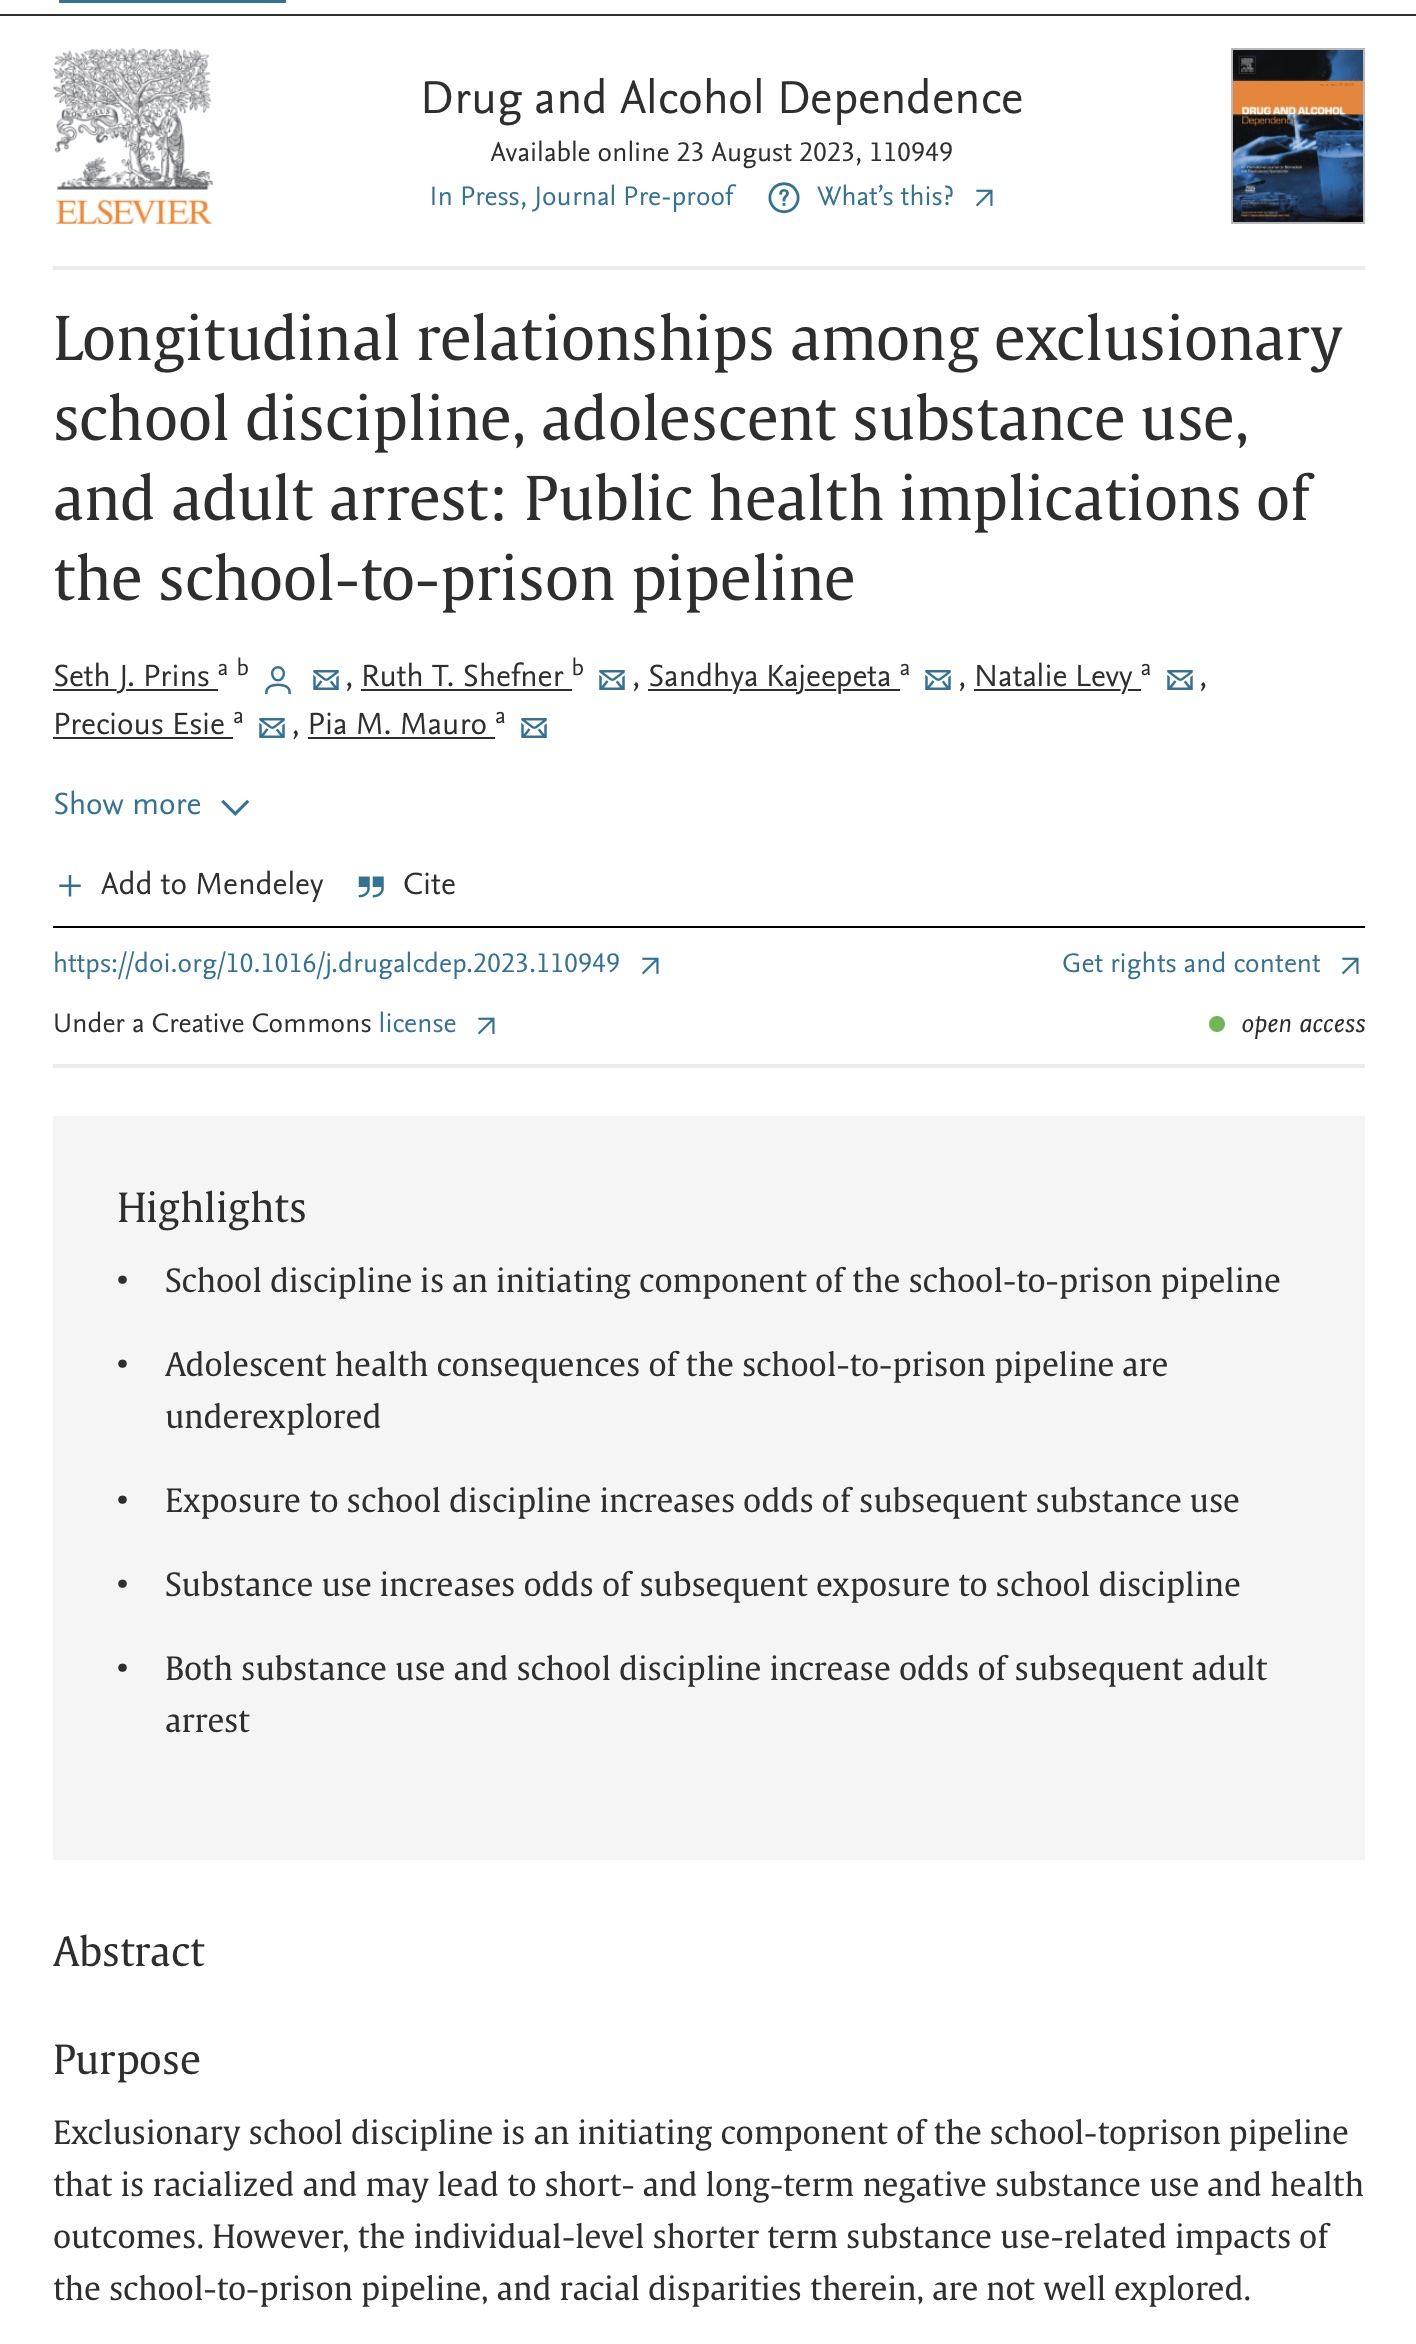 Drug and Alcohol Dependence
Available online 23 August 2023, 110949
In Press, Journal Pre-proof ? What's this?
ELSEVIER
DRUG AND ALCOHOL
Dependence
Longitudinal relationships among exclusionary
school discipline, adolescent substance use,
and adult arrest: Public health implications of
the school-to-prison pipeline
Seth J. Prins a b, Ruth T. Shefner b, Sandhya Kajeepeta a, Natalie Levy a,
Precious Esie a, Pia M. Mauro a
Show more
+ Add to Mendeley Cite
https://doi.org/10.1016/j.drugalcdep.2023.110949 Get rights and content
Under a Creative Commons license open access
Highlights
• School discipline is an initiating component of the school-to-prison pipeline
• Adolescent health consequences of the school-to-prison pipeline are
underexplored
• Exposure to school discipline increases odds of subsequent substance use
• Substance use increases odds of subsequent exposure to school discipline
• Both substance use and school discipline increase odds of subsequent adult
arrest
Abstract
Purpose
Exclusionary school discipline is an initiating component of the school-toprison pipeline
that is racialized and may lead to short- and long-term negative substance use and health
outcomes. However, the individual-level shorter term substance use-related impacts of
the school-to-prison pipeline, and racial disparities therein, are not well explored.